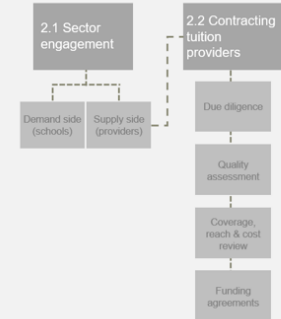 2.1 Sector
engagement
2.2 Contracting
tuition
providers
Demand side
(schools)
Supply side
(providers)
Due diligence
Quality
assessment
Coverage,
reach & cost
review
Funding
agreements